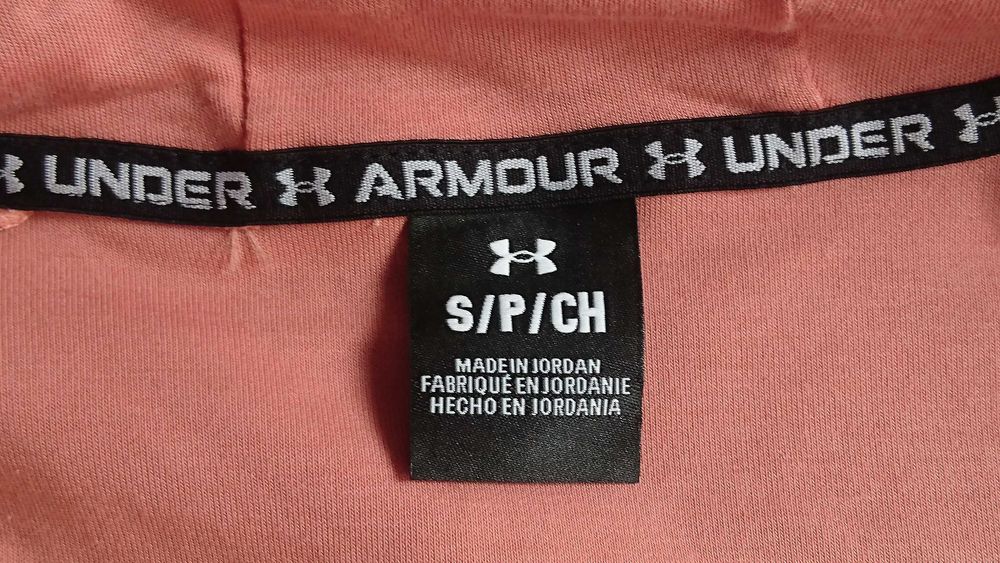 UNDER ARMOUR UNDER
S/P/CH
MADE IN JORDAN
FABRIQUÉ EN JORDANIE
HECHO EN JORDANIA